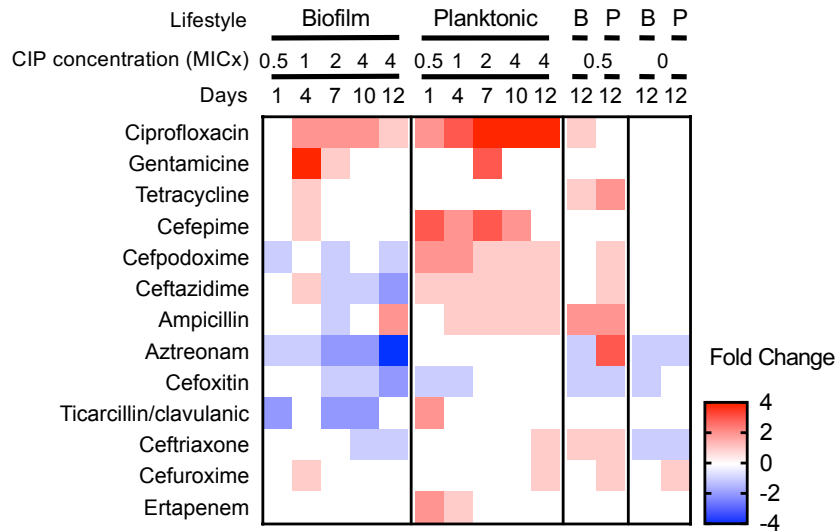 Lifestyle Biofilm Planktonic B P B P
CIP concentration (MICx) 0.5 1 2 4 4 0.5 1 2 4 4 0.5 0
Days 1 4 7 10 12 1 4 7 10 12 12 12 12 12
Ciprofloxacin
Gentamicine
Tetracycline
Cefepime
Cefpodoxime
Ceftazidime
Ampicillin
Aztreonam
Cefoxitin
Ticarcillin/clavulanic
Ceftriaxone
Cefuroxime
Ertapenem
Fold Change
4
2
0
-2
-4